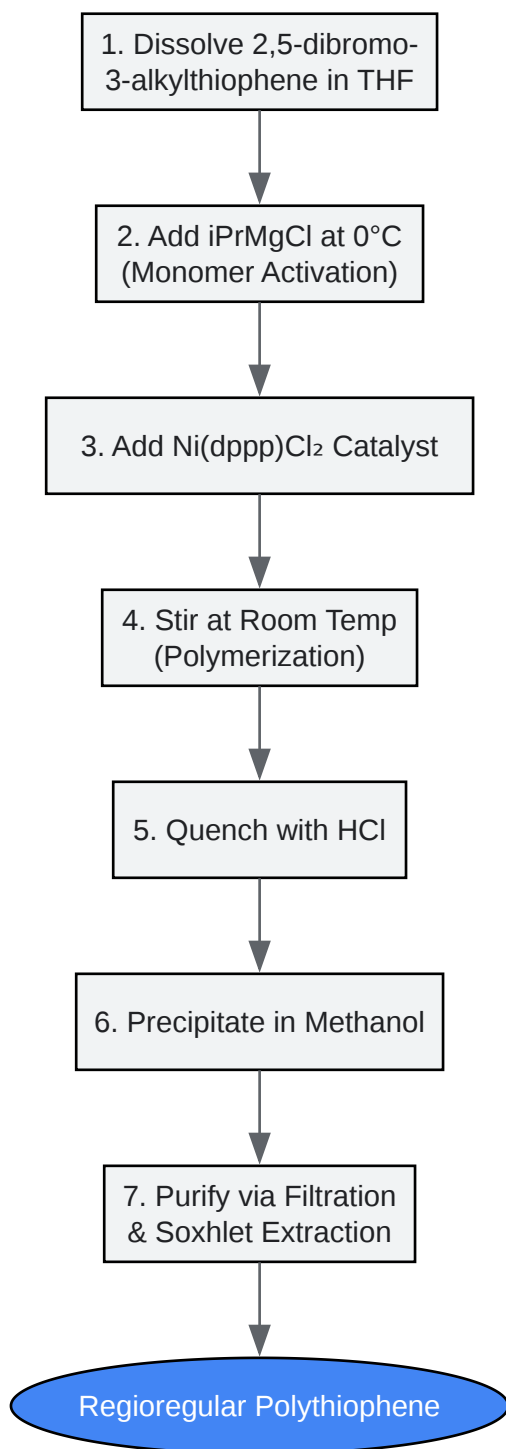 1. Dissolve 2,5-dibromo-
3-alkylthiophene in THF
2. Add iPrMgCl at 0°C
(Monomer Activation)
3. Add Ni(dppp)Cl₂ Catalyst
4. Stir at Room Temp
(Polymerization)
5. Quench with HCl
6. Precipitate in Methanol
7. Purify via Filtration
& Soxhlet Extraction
Regioregular Polythiophene